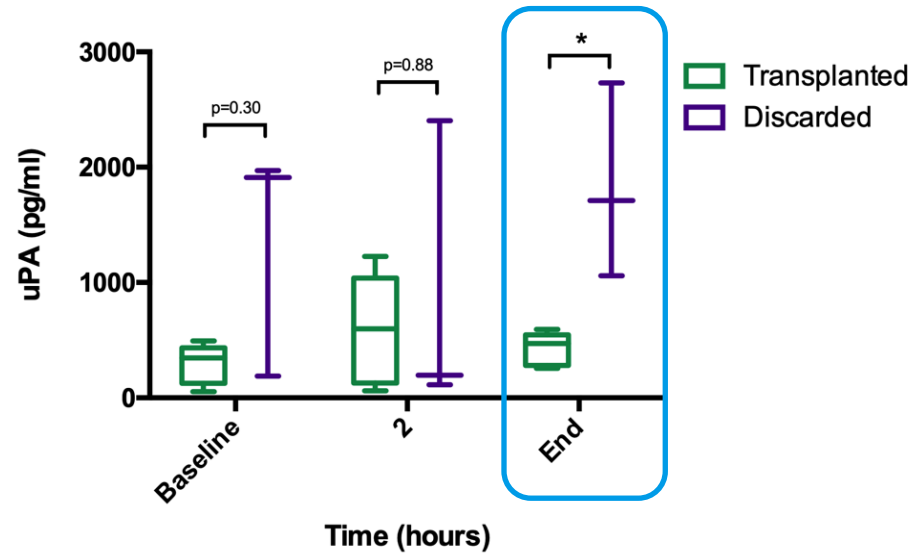 3000
2000
1000
0
uPA (pg/ml)
p=0.30
p=0.88
*
Transplanted
Discarded
Baseline
2
End
Time (hours)